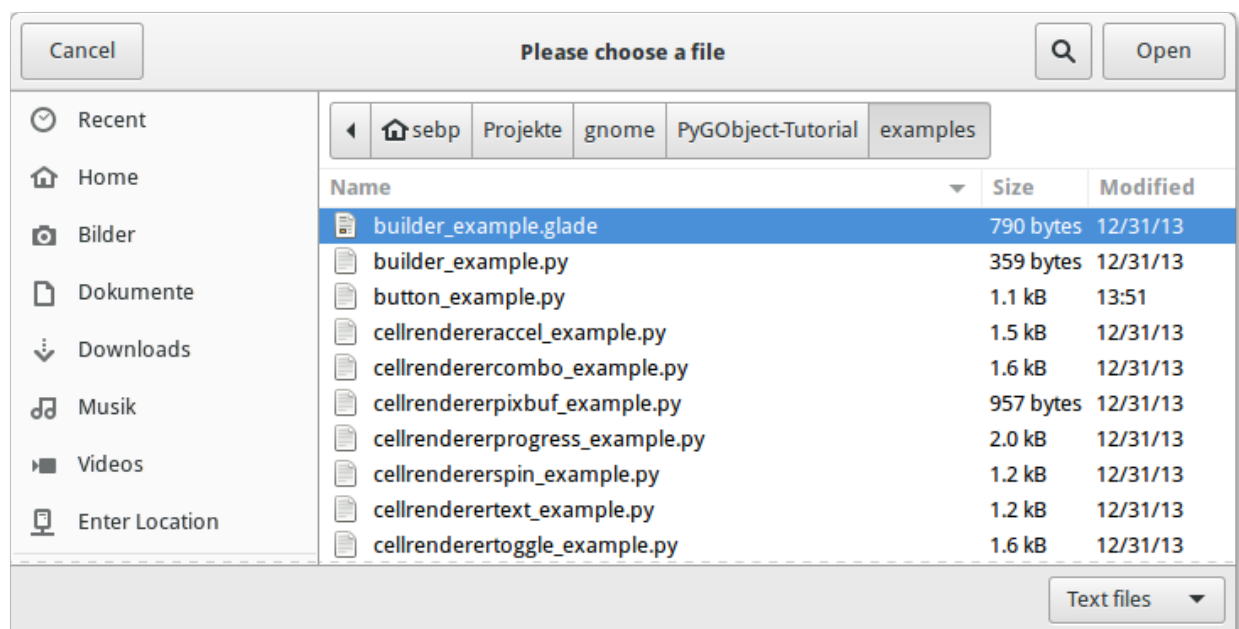 Cancel Please choose a file Open
Recent
Home
Bilder
Dokumente
Downloads
Musik
Videos
Enter Location
sebp Projekte gnome PyGObject-Tutorial examples
Name Size Modified
builder_example.glade 790 bytes 12/31/13
builder_example.py 359 bytes 12/31/13
button_example.py 1.1 kB 13:51
cellrendereraccel_example.py 1.5 kB 12/31/13
cellrenderercombo_example.py 1.6 kB 12/31/13
cellrendererpixbuf_example.py 957 bytes 12/31/13
cellrendererprogress_example.py 2.0 kB 12/31/13
cellrendererspin_example.py 1.2 kB 12/31/13
cellrenderertext_example.py 1.2 kB 12/31/13
cellrenderertoggle_example.py 1.6 kB 12/31/13
Text files